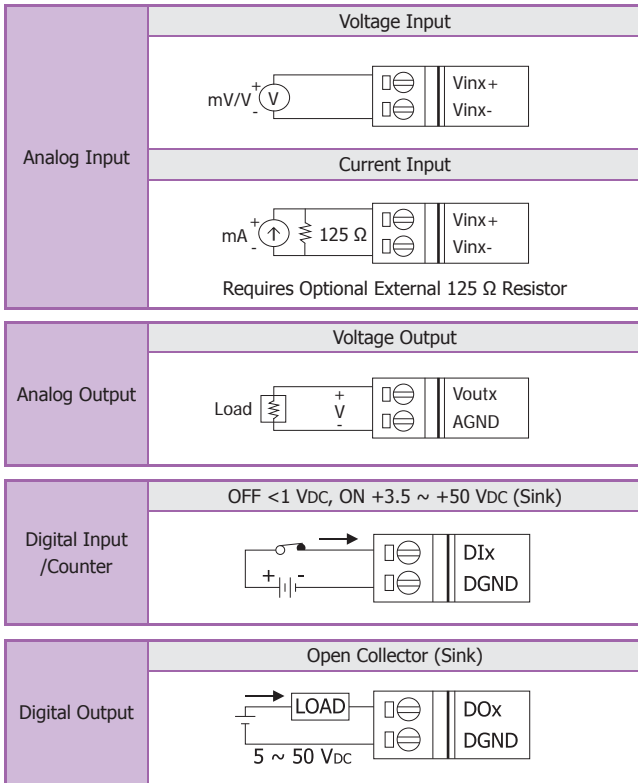 Voltage Input
mV/V
+
-
V
Vinx+
Vinx-
Analog Input
Current Input
mA
+
-
125 Ω
Vinx+
Vinx-
Requires Optional External 125 Ω Resistor
Voltage Output
Analog Output
Load
+
V
-
Voutx
AGND
OFF <1 VDC, ON +3.5 ~ +50 VDC (Sink)
Digital Input
/Counter
+
-
DIx
DGND
Open Collector (Sink)
Digital Output
LOAD
5 ~ 50 VDC
DOx
DGND